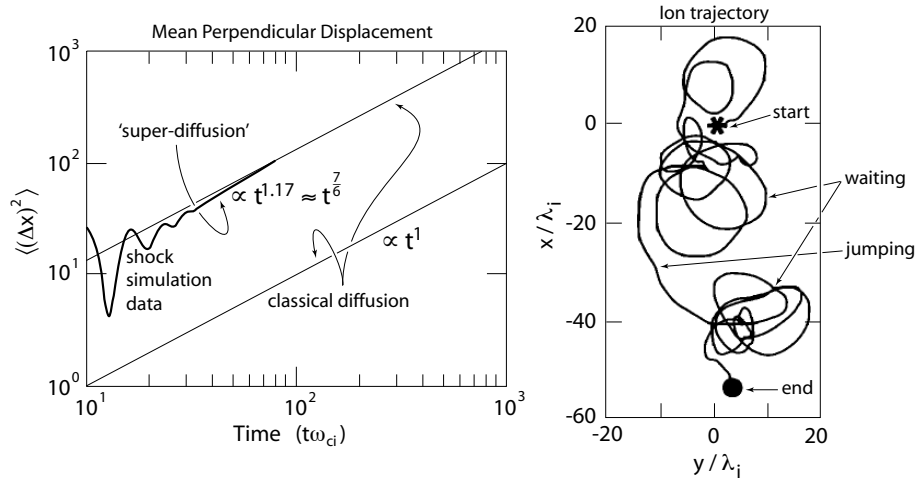 Mean Perpendicular Displacement
10³
10²
10¹
10⁰
⟨(Δx)²⟩
'super-diffusion'
∝ t^1.17 ≈ t^7/6
shock
simulation
data
∝ t¹
classical diffusion
10¹
10²
10³
Time (tω_ci)
Ion trajectory
20
0
-20
-40
-60
x / λ_i
start
waiting
jumping
end
-20
0
20
y / λ_i